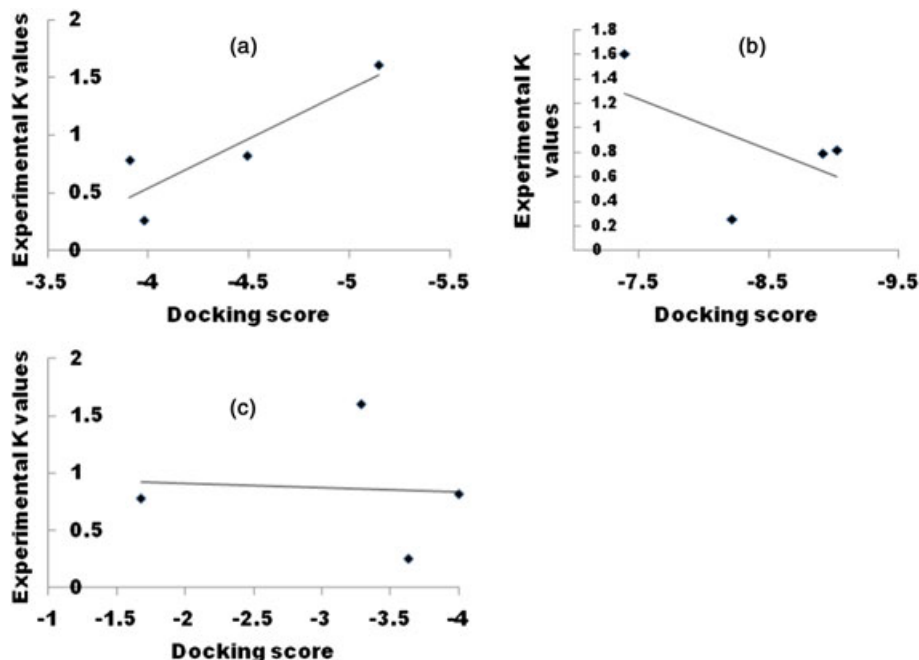 (a)
Experimental K values
2
1.5
1
0.5
0
-3.5 -4 -4.5 -5 -5.5
Docking score
(b)
Experimental K
values
1.8
1.6
1.4
1.2
1
0.8
0.6
0.4
0.2
0
-7.5 -8.5 -9.5
Docking score
(c)
Experimental K values
2
1.5
1
0.5
0
-1 -1.5 -2 -2.5 -3 -3.5 -4
Docking score